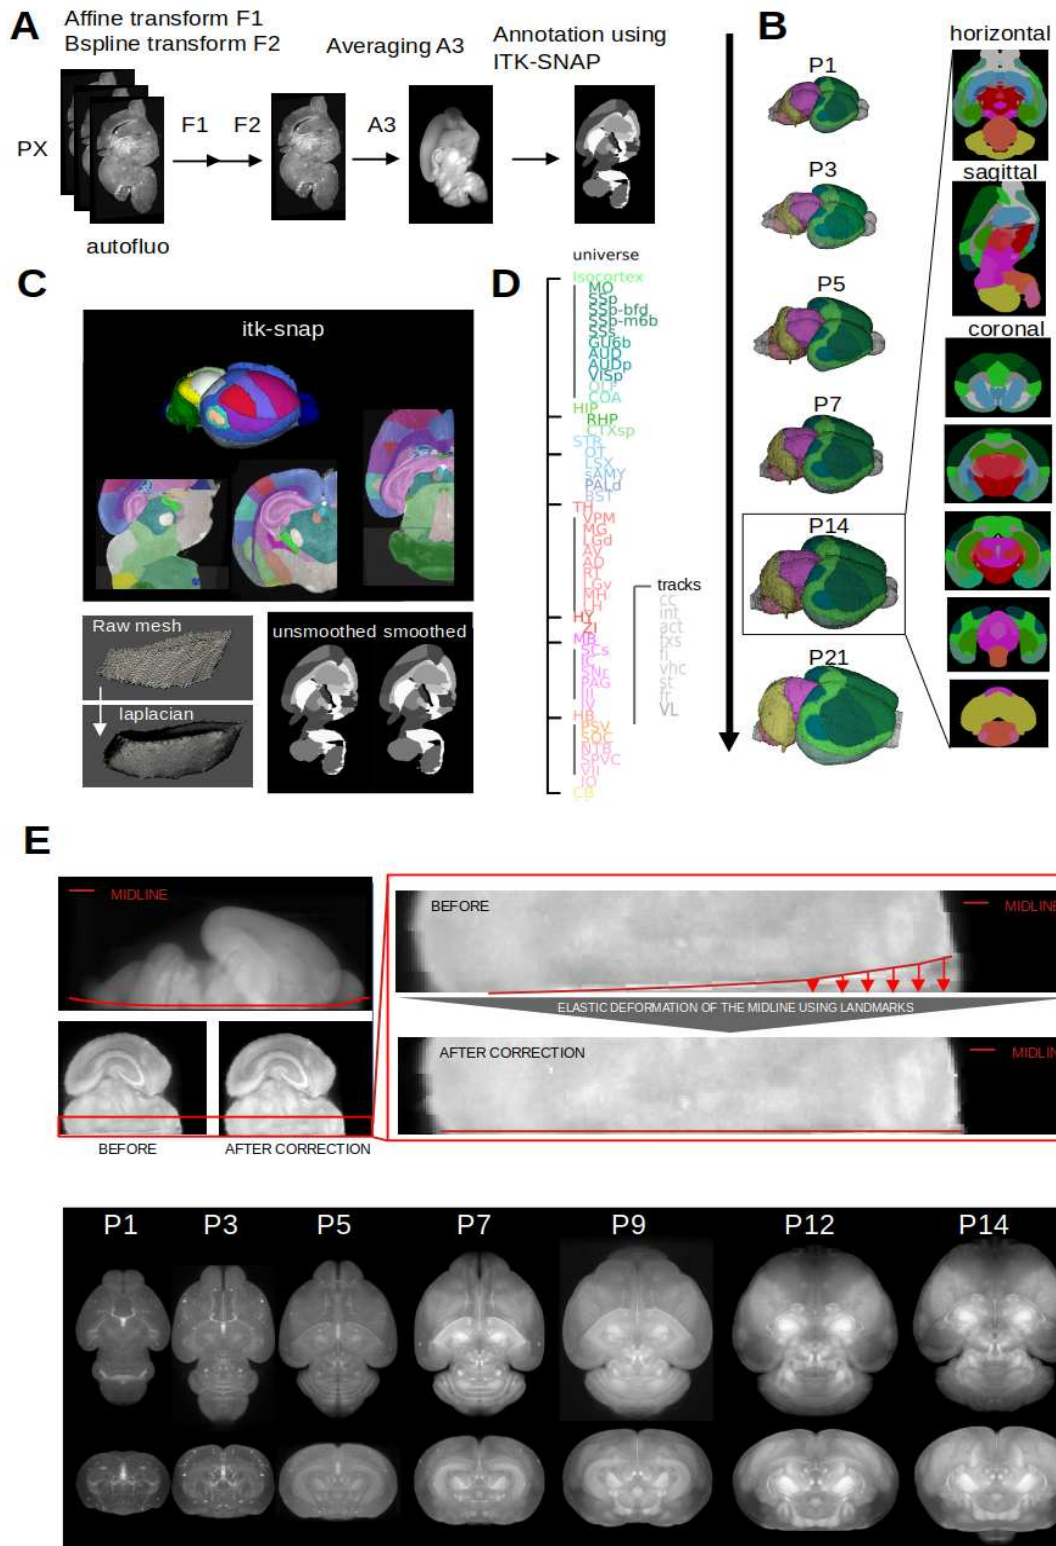 A
Affine transform F1
Bspline transform F2
Averaging A3
Annotation using
ITK-SNAP
PX
F1
F2
A3
autofluo
B
P1
P3
P5
P7
P14
P21
horizontal
sagittal
coronal
C
itk-snap
Raw mesh
laplacian
unsmoothed
smoothed
D
universe
Isocortex
MO
SSp
SSp-bfd
SSp-m6b
SSs
GU6b
AUD
AUDp
VISp
OLF
COA
HIP
RHP
CTXsp
STR
OT
LSX
sAMY
PALd
BST
TH
VPM
MG
LGd
AV
AD
RT
LGv
MH
LH
HY
ZI
MB
SCs
IC
SNr
PAG
III
IV
HB
PSV
SOC
NTB
SPVC
VII
IO
CB
tracks
cc
int
act
fxs
fi
vhc
st
fr
VL
E
MIDLINE
BEFORE
AFTER CORRECTION
BEFORE
MIDLINE
ELASTIC DEFORMATION OF THE MIDLINE USING LANDMARKS
AFTER CORRECTION
MIDLINE
P1
P3
P5
P7
P9
P12
P14